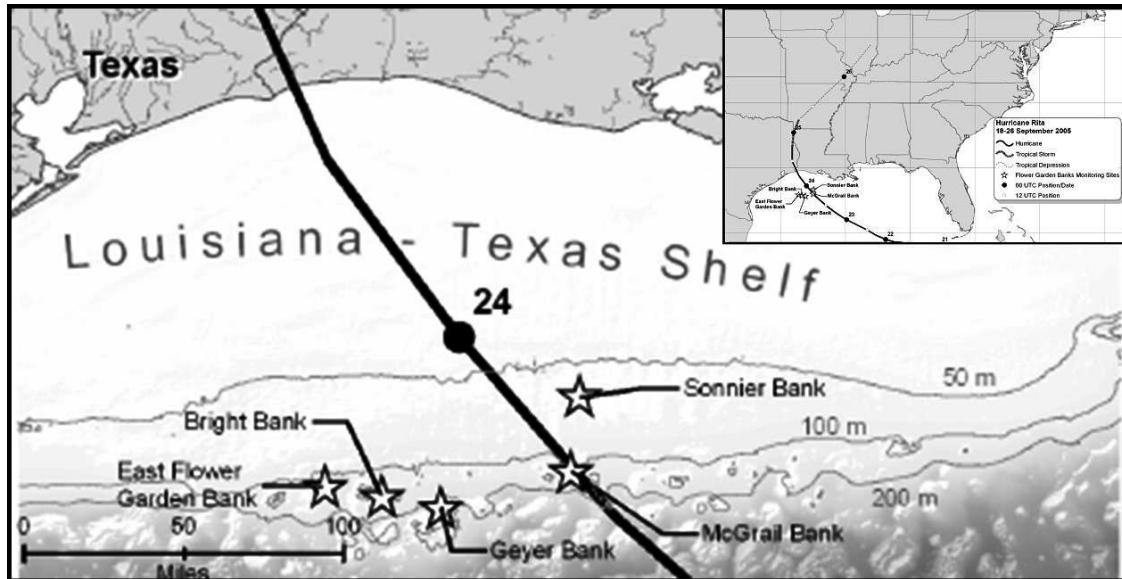 Texas
Louisiana - Texas Shelf
24
Sonnier Bank
50 m
Bright Bank
100 m
East Flower
Garden Bank
200 m
McGrail Bank
Geyer Bank
0 50 100
Miles
Hurricane Rita
18-26 September 2005
Hurricane
Tropical Storm
Tropical Depression
Flower Garden Banks Monitoring Sites
00 UTC Position/Date
12 UTC Position
26
25
24
Sonnier Bank
Bright Bank
McGrail Bank
East Flower
Garden Bank
Geyer Bank
23
22
21